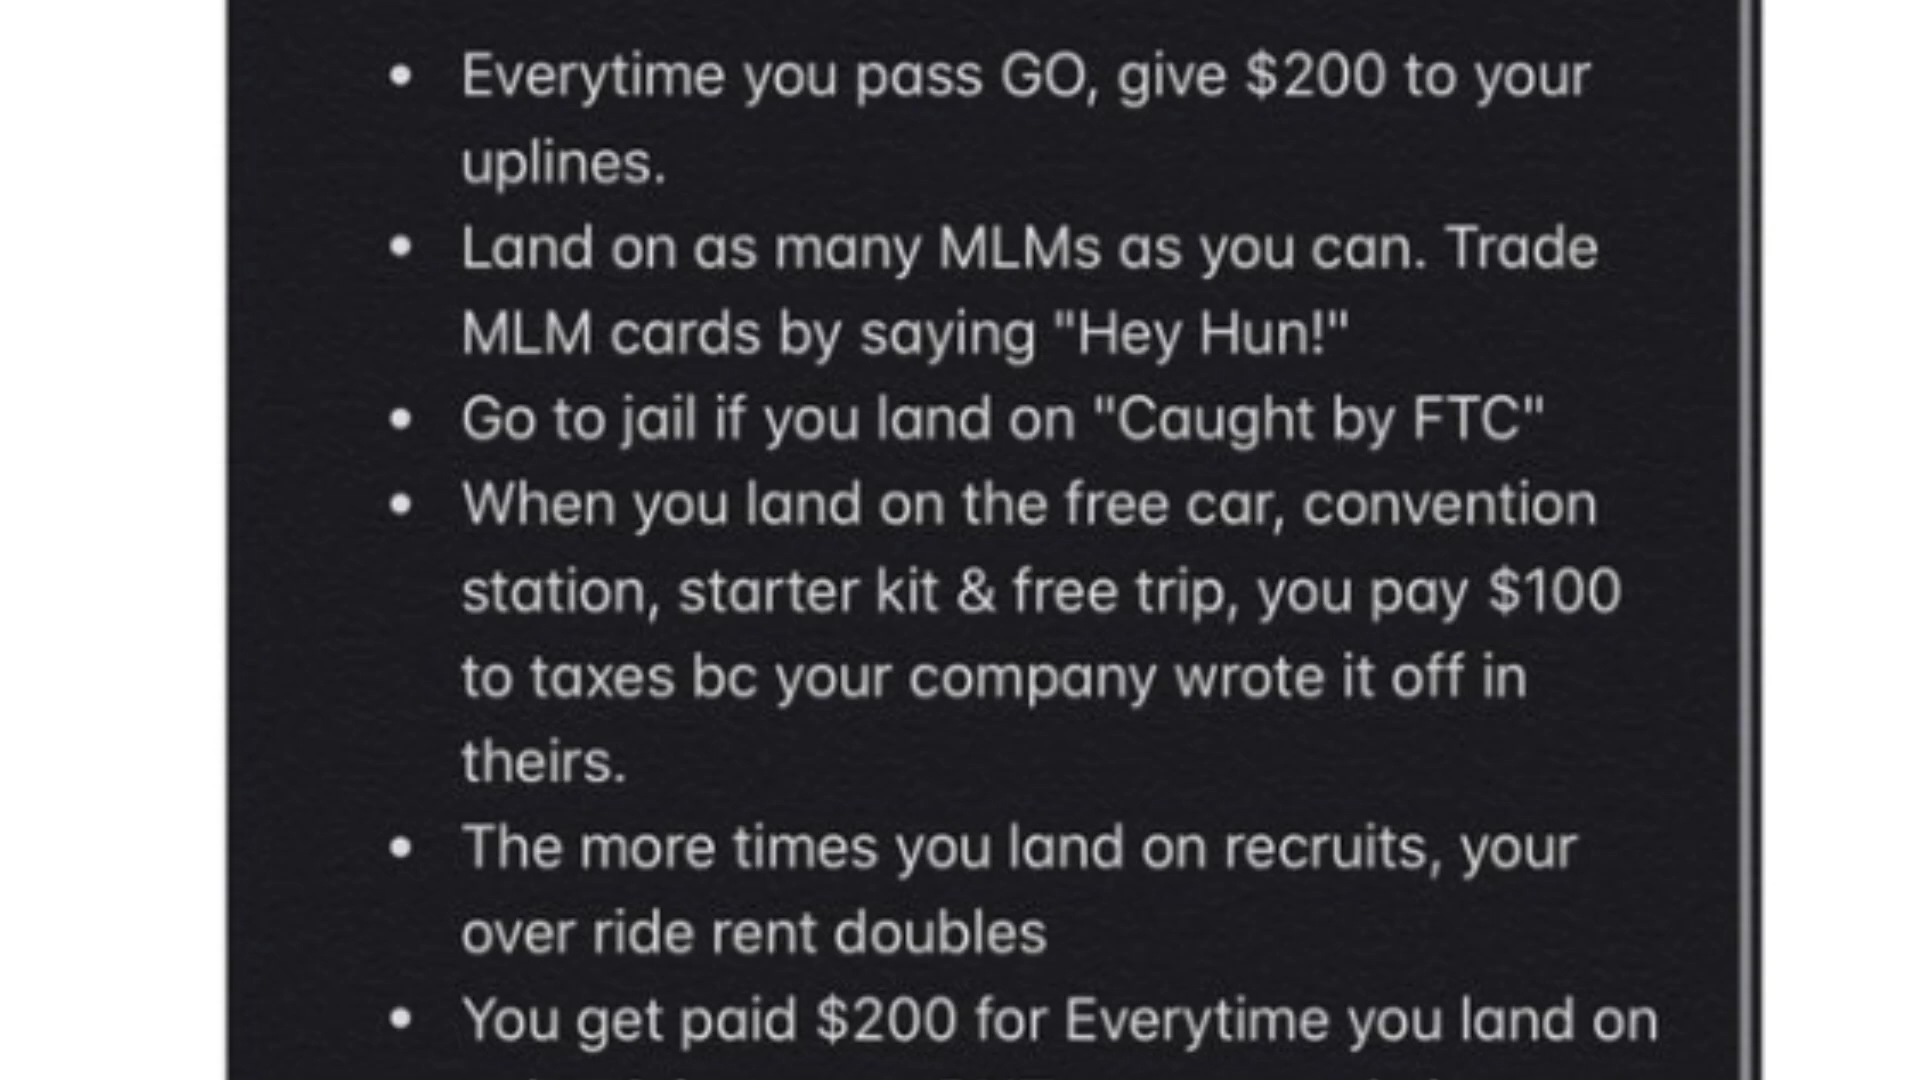 • Everytime you pass GO, give $200 to your
uplines.
• Land on as many MLMs as you can. Trade
MLM cards by saying "Hey Hun!"
• Go to jail if you land on "Caught by FTC"
• When you land on the free car, convention
station, starter kit & free trip, you pay $100
to taxes bc your company wrote it off in
theirs.
• The more times you land on recruits, your
over ride rent doubles
• You get paid $200 for Everytime you land on